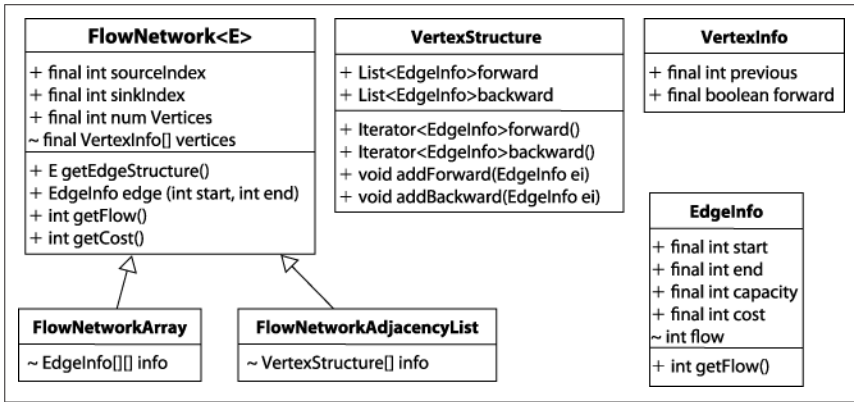 FlowNetwork<E>
+ final int sourceIndex
+ final int sinkIndex
+ final int num Vertices
~ final VertexInfo[] vertices
+ E getEdgeStructure()
+ EdgeInfo edge (int start, int end)
+ int getFlow()
+ int getCost()
VertexStructure
+ List<EdgeInfo>forward
+ List<EdgeInfo>backward
+ Iterator<EdgeInfo>forward()
+ Iterator<EdgeInfo>backward()
+ void addForward(EdgeInfo ei)
+ void addBackward(EdgeInfo ei)
VertexInfo
+ final int previous
+ final boolean forward
EdgeInfo
+ final int start
+ final int end
+ final int capacity
+ final int cost
~ int flow
+ int getFlow()
FlowNetworkArray
~ EdgeInfo[][] info
FlowNetworkAdjacencyList
~ VertexStructure[] info